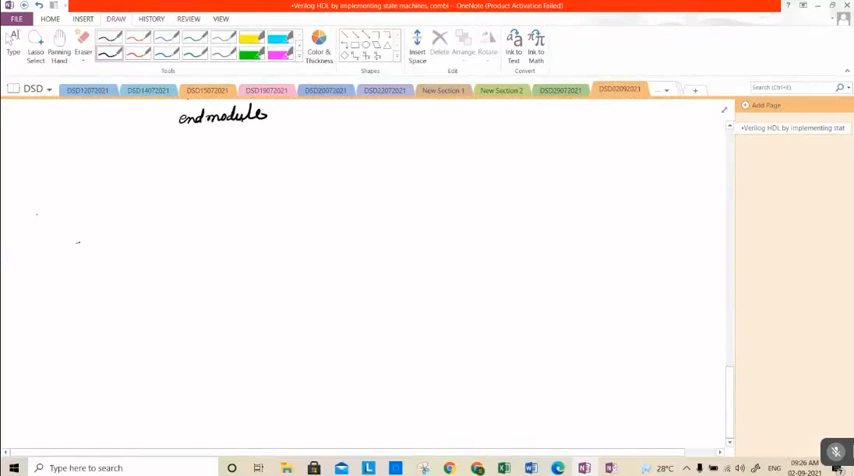 •Verilog HDL by implementing state machines, combi -- OneNote (Product Activation Failed)
FILE HOME INSERT DRAW HISTORY REVIEW VIEW
Type Lasso Select Panning Hand Eraser Color & Thickness Insert Space Delete Arrange Rotate Ink to Text Ink to Math
Tools Shapes Edit Convert
DSD DSD12072021 DSD14072021 DSD15072021 DSD19072021 DSD20072021 DSD22072021 New Section 1 New Section 2 DSD29072021 DSD02092021 ... + Search (Ctrl+E)
Add Page
endmodule
•Verilog HDL by implementing stat
Type here to search
28°C ENG 09:26 AM
02-09-2021